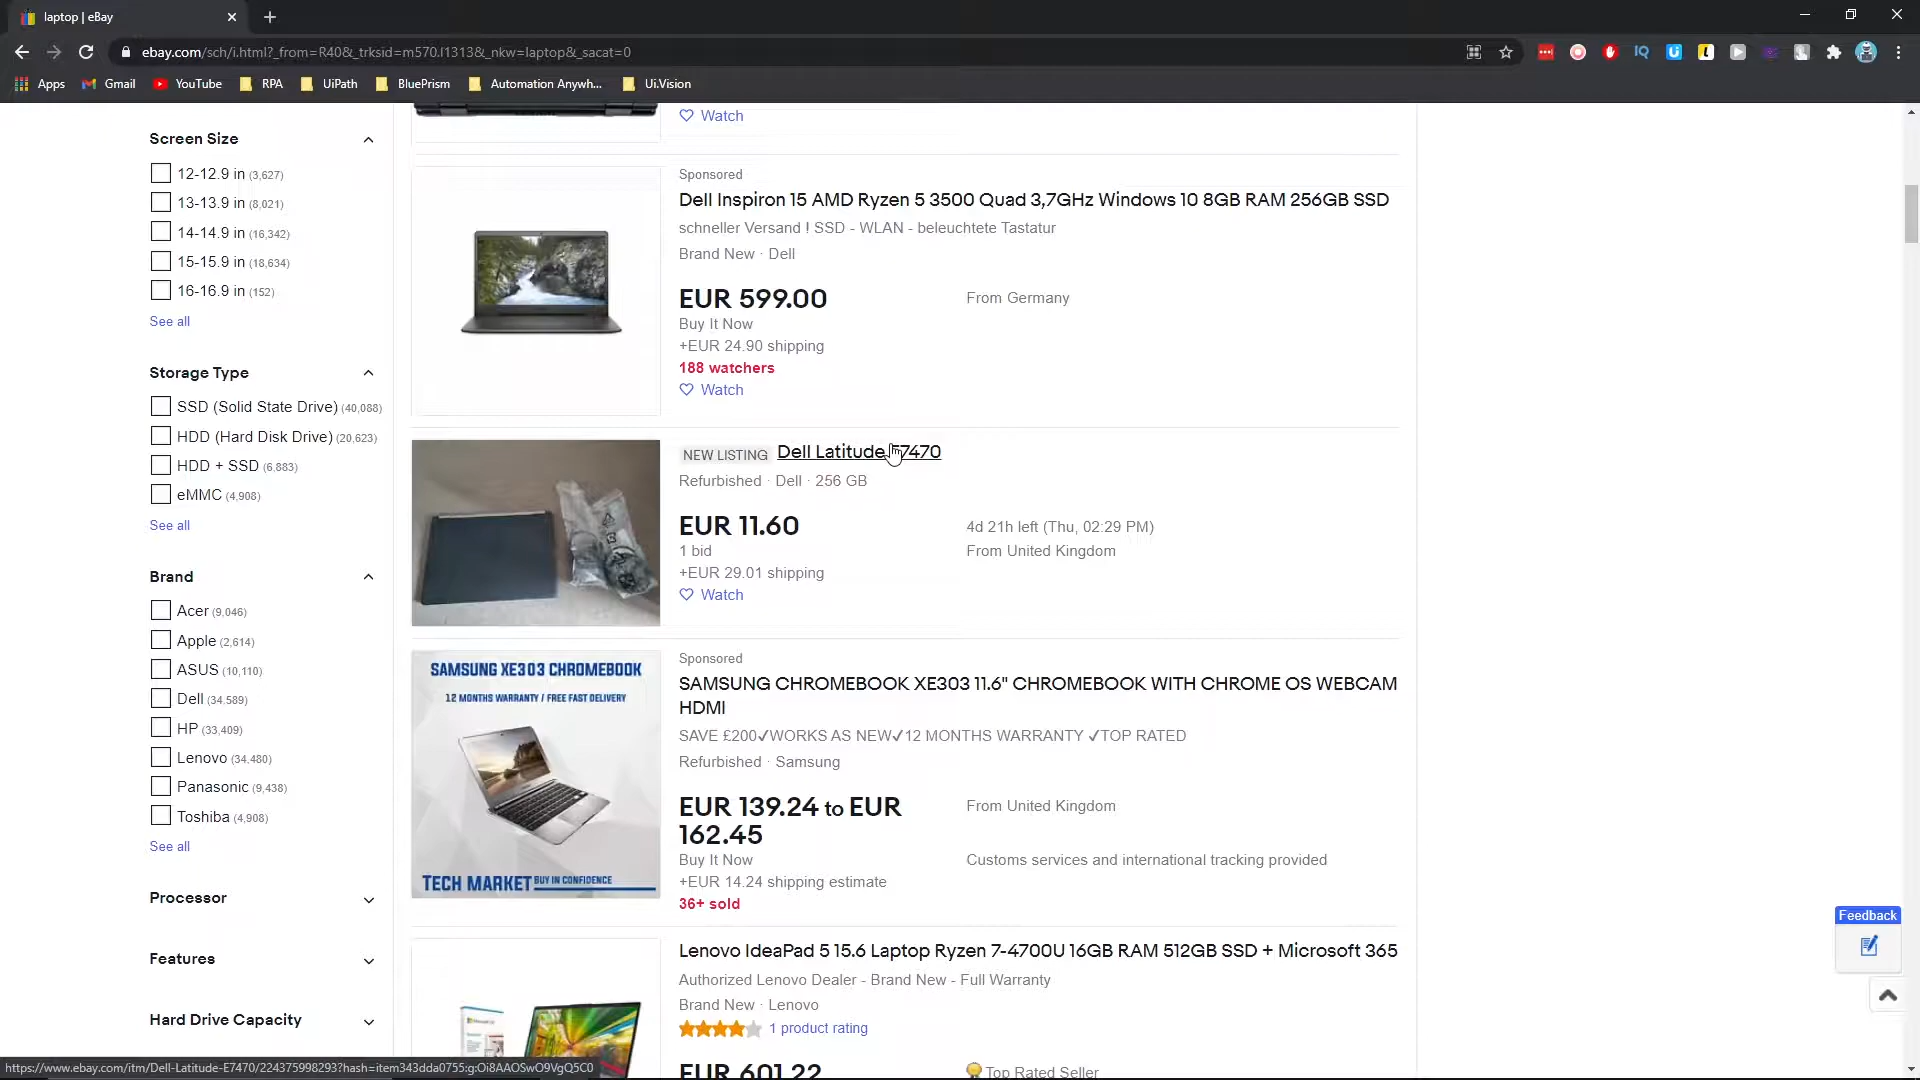 laptop | eBay
ebay.com/sch/i.html?_from=R40&_trksid=m570.l1313&_nkw=laptop&_sacat=0
Apps
Gmail
YouTube
RPA
UiPath
BluePrism
Automation Anywh...
Ui.Vision
Screen Size
12-12.9 in (3,627)
13-13.9 in (8,021)
14-14.9 in (16,342)
15-15.9 in (18,634)
16-16.9 in (152)
See all
Storage Type
SSD (Solid State Drive) (40,088)
HDD (Hard Disk Drive) (20,623)
HDD + SSD (6,883)
eMMC (4,908)
See all
Brand
Acer (9,046)
Apple (2,614)
ASUS (10,110)
Dell (34,589)
HP (33,409)
Lenovo (34,480)
Panasonic (9,438)
Toshiba (4,908)
See all
Processor
Features
Hard Drive Capacity
Watch
Sponsored
Dell Inspiron 15 AMD Ryzen 5 3500 Quad 3,7GHz Windows 10 8GB RAM 256GB SSD
schneller Versand ! SSD - WLAN - beleuchtete Tastatur
Brand New · Dell
EUR 599.00
From Germany
Buy It Now
+EUR 24.90 shipping
188 watchers
Watch
NEW LISTING Dell Latitude E7470
Refurbished · Dell · 256 GB
EUR 11.60
4d 21h left (Thu, 02:29 PM)
1 bid
From United Kingdom
+EUR 29.01 shipping
Watch
SAMSUNG XE303 CHROMEBOOK
12 MONTHS WARRANTY / FREE FAST DELIVERY
TECH MARKET BUY IN CONFIDENCE
Sponsored
SAMSUNG CHROMEBOOK XE303 11.6" CHROMEBOOK WITH CHROME OS WEBCAM
HDMI
SAVE £200✓WORKS AS NEW✓12 MONTHS WARRANTY ✓TOP RATED
Refurbished · Samsung
EUR 139.24 to EUR
162.45
From United Kingdom
Buy It Now
Customs services and international tracking provided
+EUR 14.24 shipping estimate
36+ sold
Lenovo IdeaPad 5 15.6 Laptop Ryzen 7-4700U 16GB RAM 512GB SSD + Microsoft 365
Authorized Lenovo Dealer - Brand New - Full Warranty
Brand New · Lenovo
1 product rating
EUR 601.22
Top Rated Seller
Feedback
https://www.ebay.com/itm/Dell-Latitude-E7470/224375998293?hash=item343dda0755:g:Oi8AAOSwO9VgQ5C0